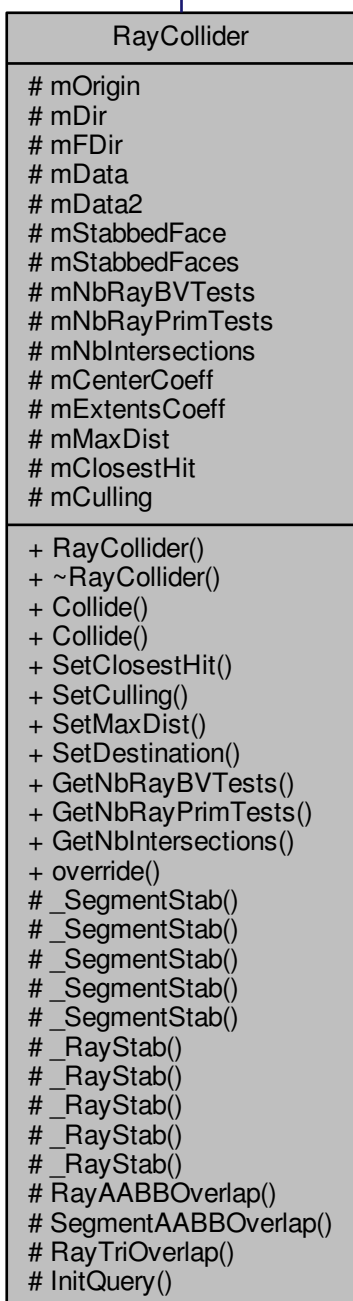 RayCollider
# mOrigin
# mDir
# mFDir
# mData
# mData2
# mStabbedFace
# mStabbedFaces
# mNbRayBVTests
# mNbRayPrimTests
# mNbIntersections
# mCenterCoeff
# mExtentsCoeff
# mMaxDist
# mClosestHit
# mCulling
+ RayCollider()
+ ~RayCollider()
+ Collide()
+ Collide()
+ SetClosestHit()
+ SetCulling()
+ SetMaxDist()
+ SetDestination()
+ GetNbRayBVTests()
+ GetNbRayPrimTests()
+ GetNbIntersections()
+ override()
# _SegmentStab()
# _SegmentStab()
# _SegmentStab()
# _SegmentStab()
# _SegmentStab()
# _RayStab()
# _RayStab()
# _RayStab()
# _RayStab()
# _RayStab()
# RayAABBOverlap()
# SegmentAABBOverlap()
# RayTriOverlap()
# InitQuery()